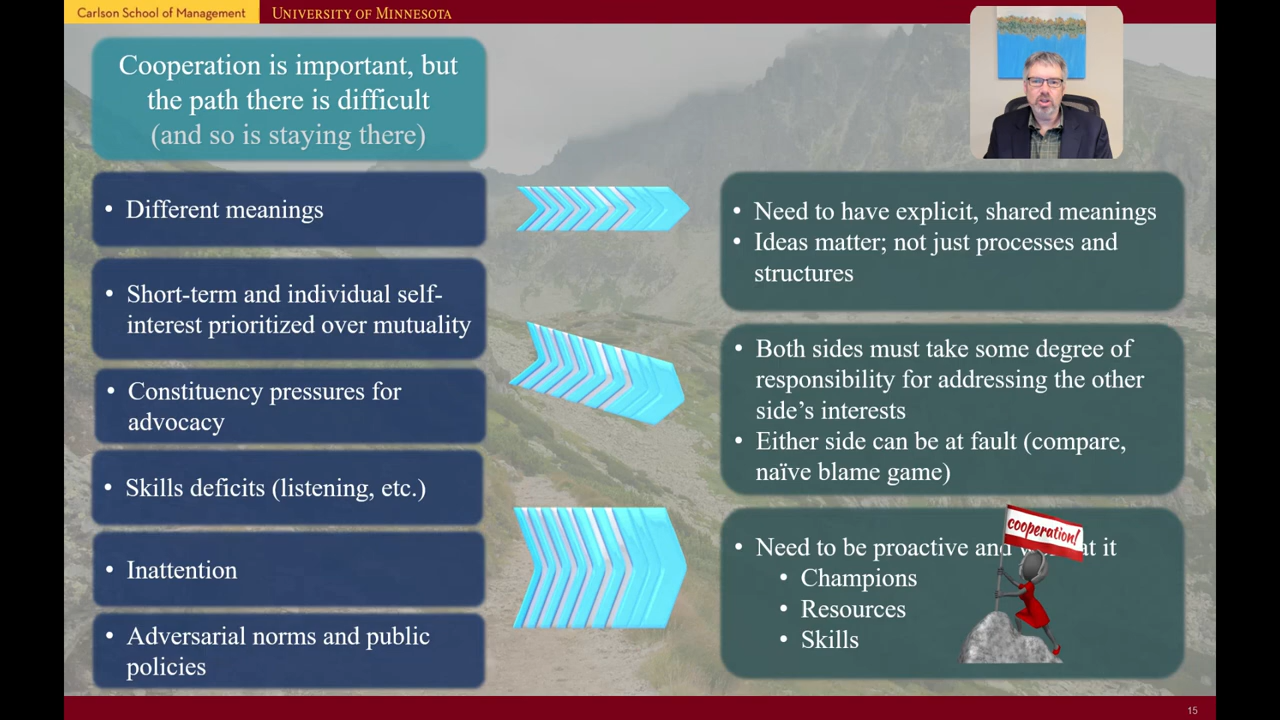 Carlson School of Management
UNIVERSITY OF MINNESOTA
Cooperation is important, but
the path there is difficult
(and so is staying there)
• Different meanings
• Short-term and individual self-
interest prioritized over mutuality
• Constituency pressures for
advocacy
• Skills deficits (listening, etc.)
• Inattention
• Adversarial norms and public
policies
• Need to have explicit, shared meanings
• Ideas matter; not just processes and
structures
• Both sides must take some degree of
responsibility for addressing the other
side’s interests
• Either side can be at fault (compare,
naïve blame game)
• Need to be proactive and at it
cooperation!
• Champions
• Resources
• Skills
15